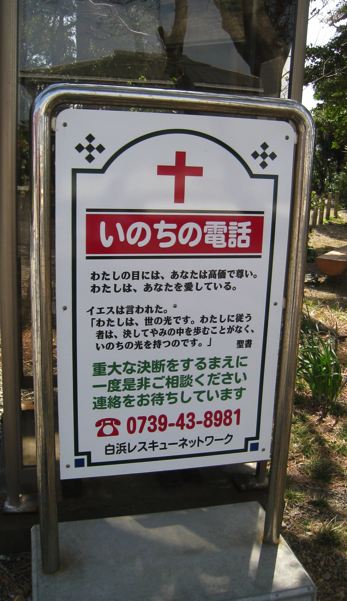 いのちの電話
わたしの目には、あなたは高価で尊い。
わたしは、あなたを愛している。
イエスは言われた。
「わたしは、世の光です。わたしに従う
者は、決してやみの中を歩むことがなく、
いのちの光を持つのです。」 聖書
重大な決断をするまえに
一度是非ご相談ください
連絡をお待ちしています
☎ 0739-43-8981
白浜レスキューネットワーク